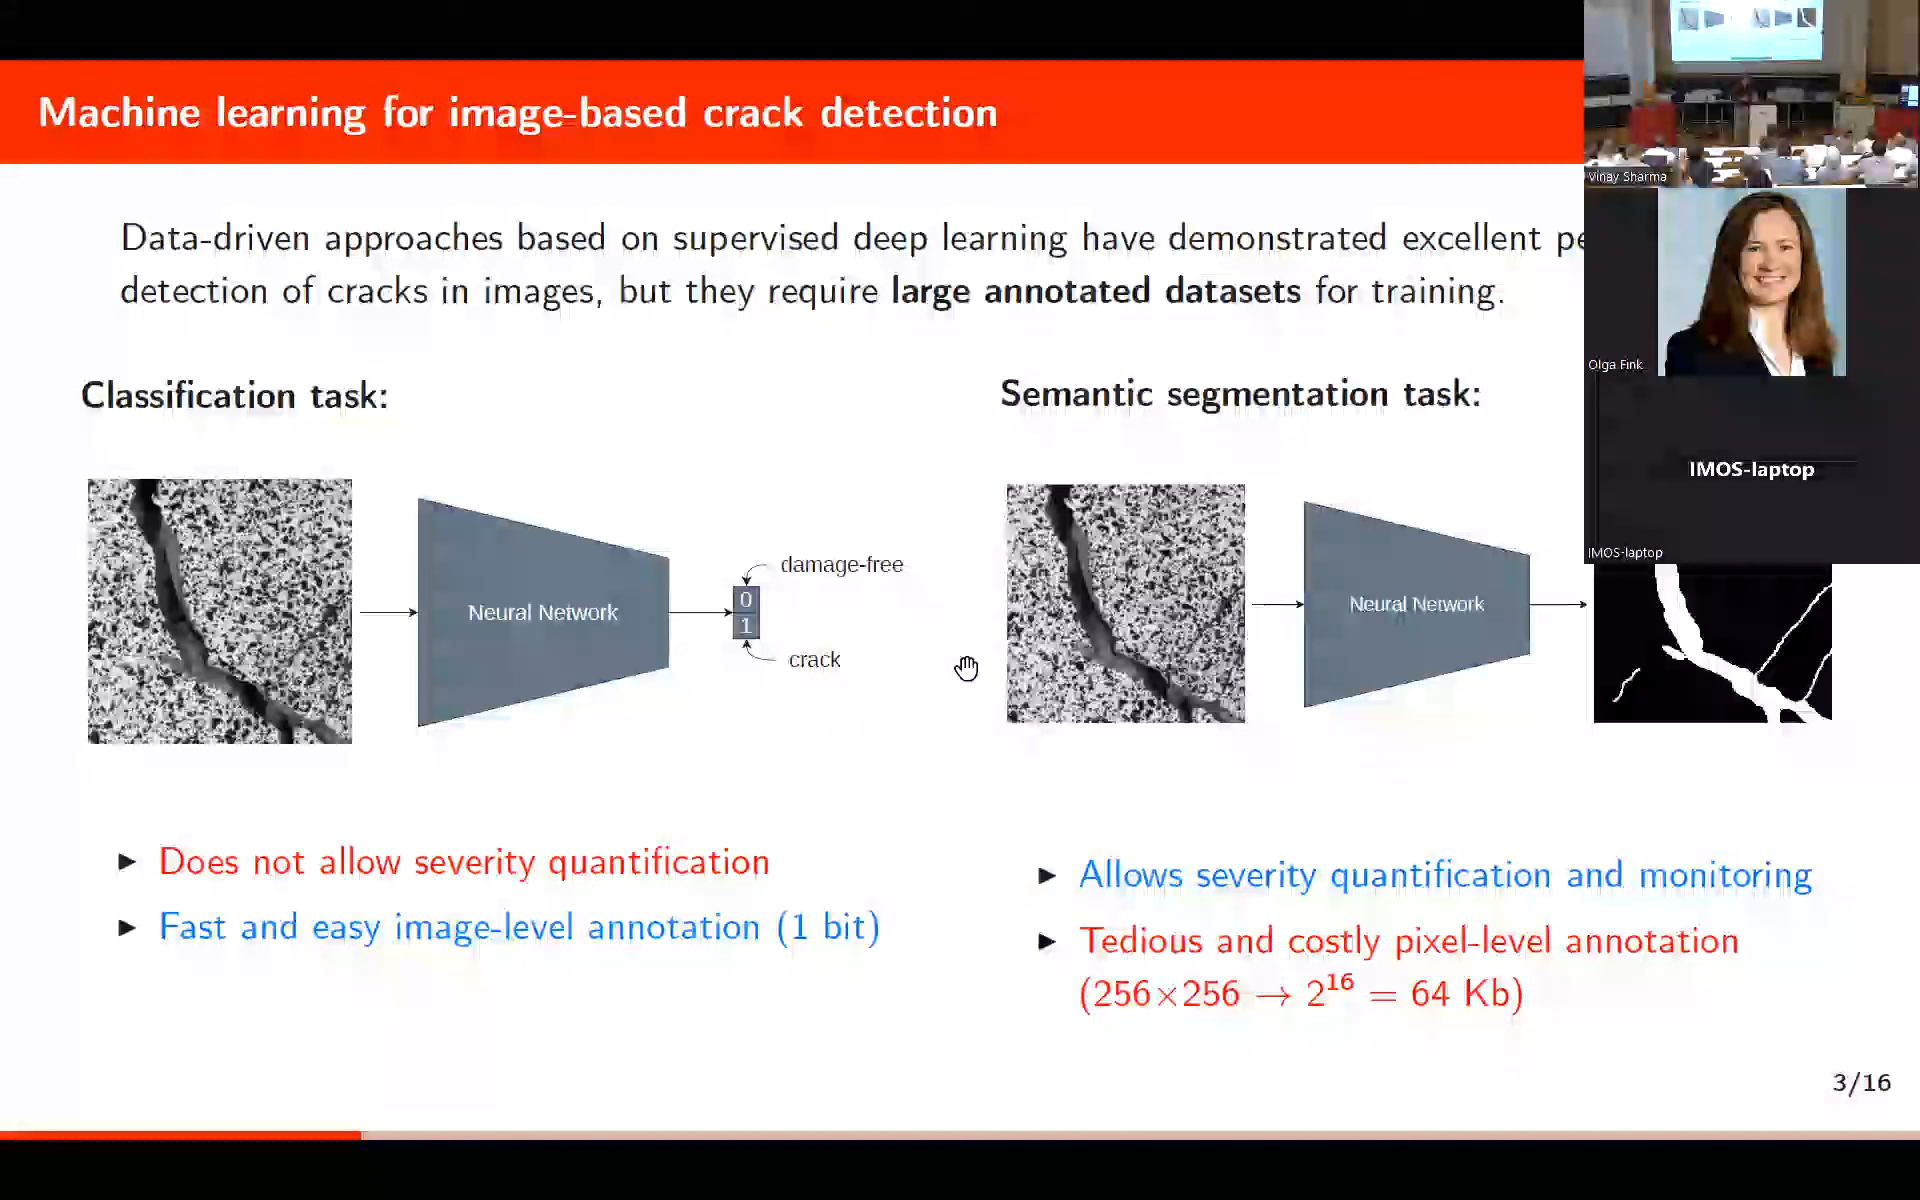 Machine learning for image-based crack detection
Vinay Sharma
Data-driven approaches based on supervised deep learning have demonstrated excellent
detection of cracks in images, but they require large annotated datasets for training.
Olga Fink
Classification task:
Semantic segmentation task:
IMOS-laptop
IMOS-laptop
damage-free
0
Neural Network
1
crack
Neural Network
► Does not allow severity quantification
► Fast and easy image-level annotation (1 bit)
► Allows severity quantification and monitoring
► Tedious and costly pixel-level annotation
(256×256 → 2¹⁶ = 64 Kb)
3/16